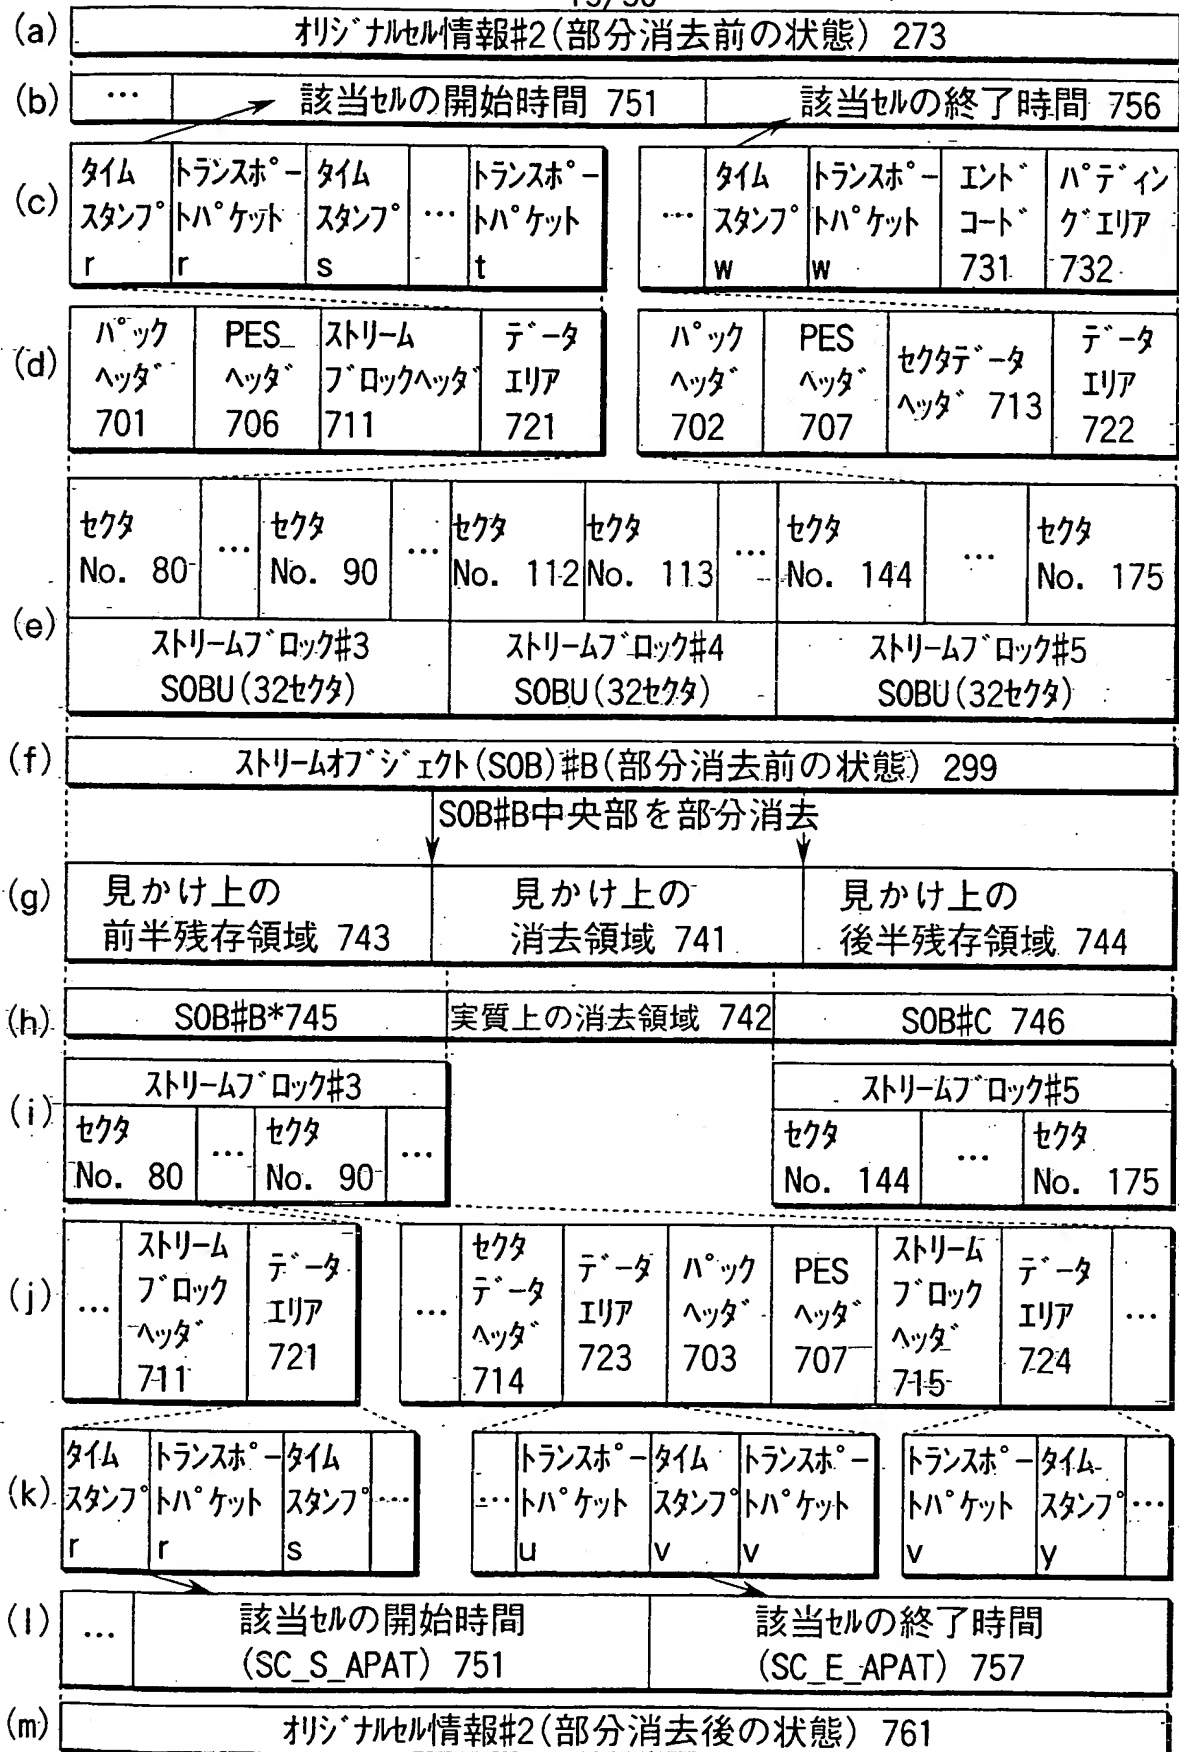 (a) オリジナルセル情報#2(部分消去前の状態) 273
(b) … 該当セルの開始時間 751 該当セルの終了時間 756
(c)
タイム
スタンプ
r
トランスポー
トパケット
r
タイム
スタンプ
s
…
トランスポー
トパケット
t
…
タイム
スタンプ
w
トランスポー
トパケット
w
エンド
コード
731
パディン
グエリア
732
(d)
パック
ヘッダ
701
PES
ヘッダ
706
ストリーム
ブロックヘッダ
711
データ
エリア
721
パック
ヘッダ
702
PES
ヘッダ
707
セクタデータ
ヘッダ 713
データ
エリア
722
(e)
セクタ
No. 80
…
セクタ
No. 90
…
セクタ
No. 112
セクタ
No. 113
…
セクタ
No. 144
…
セクタ
No. 175
ストリームブロック#3
SOBU(32セクタ)
ストリームブロック#4
SOBU(32セクタ)
ストリームブロック#5
SOBU(32セクタ)
(f) ストリームオブジェクト(SOB)#B(部分消去前の状態) 299
SOB#B中央部を部分消去
(g)
見かけ上の
前半残存領域 743
見かけ上の
消去領域 741
見かけ上の
後半残存領域 744
(h) SOB#B*745 実質上の消去領域 742 SOB#C 746
(i)
ストリームブロック#3
セクタ
No. 80
…
セクタ
No. 90
…
ストリームブロック#5
セクタ
No. 144
…
セクタ
No. 175
(j)
…
ストリーム
ブロック
ヘッダ
711
データ
エリア
721
…
セクタ
データ
ヘッダ
714
データ
エリア
723
パック
ヘッダ
703
PES
ヘッダ
707
ストリーム
ブロック
ヘッダ
715
データ
エリア
724
…
(k)
タイム
スタンプ
r
トランスポー
トパケット
r
タイム
スタンプ
s
…
…
トランスポー
トパケット
u
タイム
スタンプ
v
トランスポー
トパケット
v
トランスポー
トパケット
v
タイム
スタンプ
y
…
(l)
…
該当セルの開始時間
(SC_S_APAT) 751
該当セルの終了時間
(SC_E_APAT) 757
(m) オリジナルセル情報#2(部分消去後の状態) 761